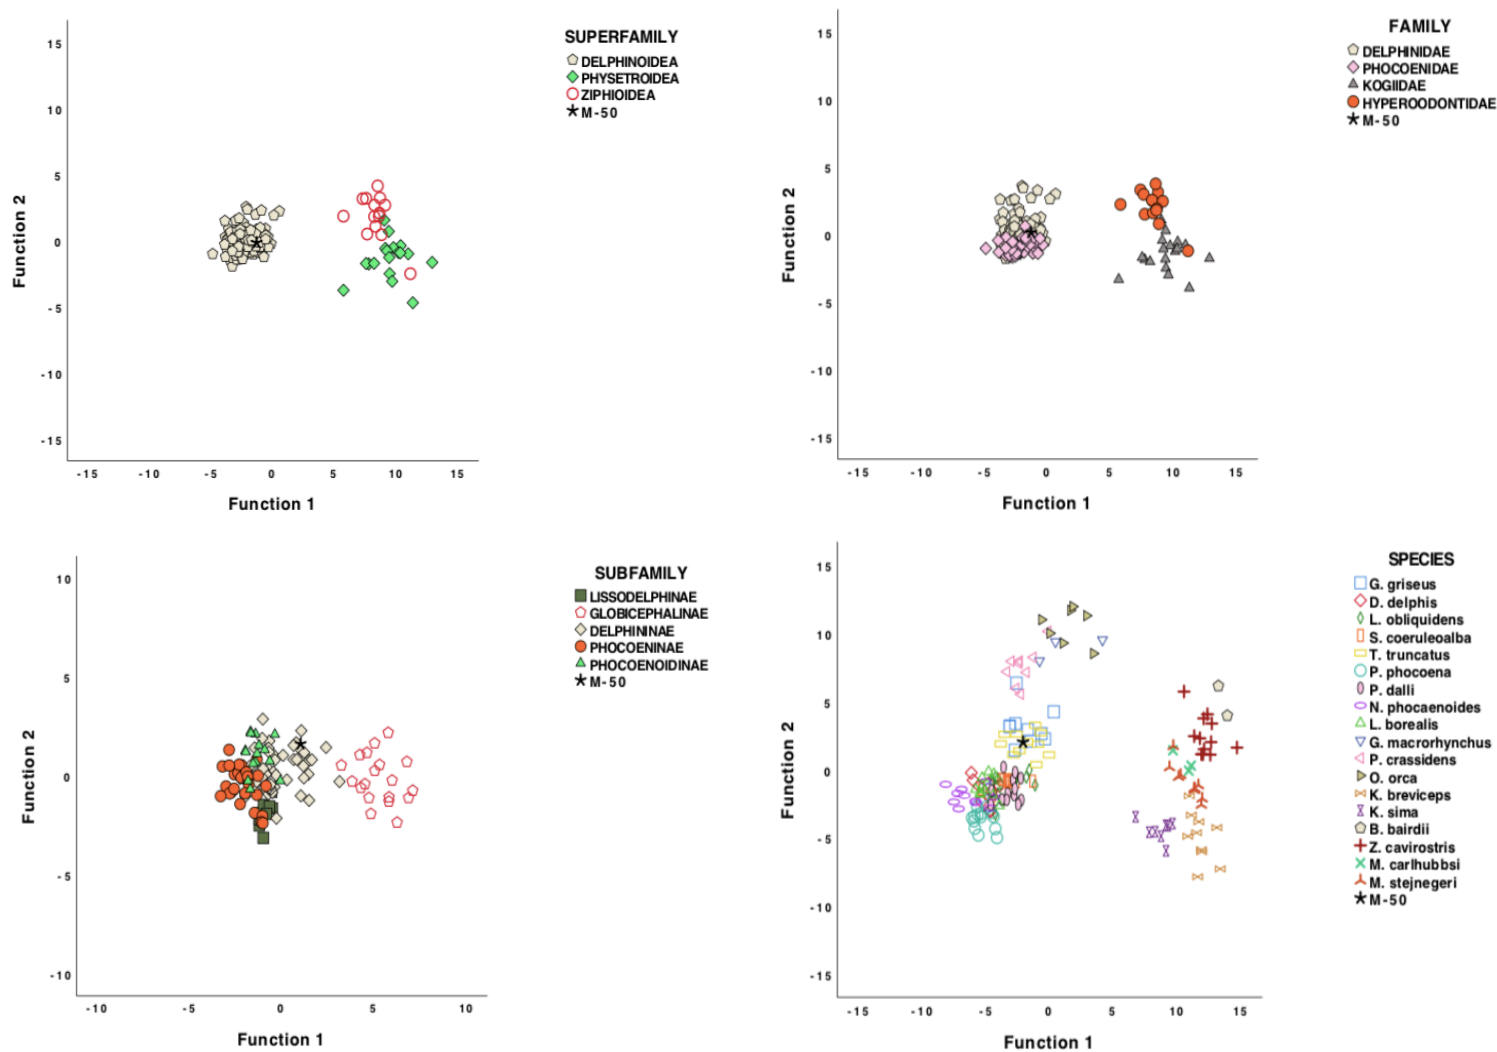 SUPERFAMILY
DELPHINOIDEA
PHYSETROIDEA
ZIPHIOIDEA
M-50
15
10
5
0
-5
-10
-15
-15 -10 -5 0 5 10 15
Function 1
Function 2
FAMILY
DELPHINIDAE
PHOCOENIDAE
KOGIIDAE
HYPEROODONTIDAE
M-50
15
10
5
0
-5
-10
-15
-15 -10 -5 0 5 10 15
Function 1
Function 2
SUBFAMILY
LISSODELPHINAE
GLOBICEPHALINAE
DELPHININAE
PHOCOENINAE
PHOCOENOIDINAE
M-50
10
5
0
-5
-10
-10 -5 0 5 10
Function 1
Function 2
SPECIES
G. griseus
D. delphis
L. obliquidens
S. coeruleoalba
T. truncatus
P. phocoena
P. dalli
N. phocaenoides
L. borealis
G. macrorhynchus
P. crassidens
O. orca
K. breviceps
K. sima
B. bairdii
Z. cavirostris
M. carlhubbsi
M. stejnegeri
M-50
15
10
5
0
-5
-10
-15
-15 -10 -5 0 5 10 15
Function 1
Function 2